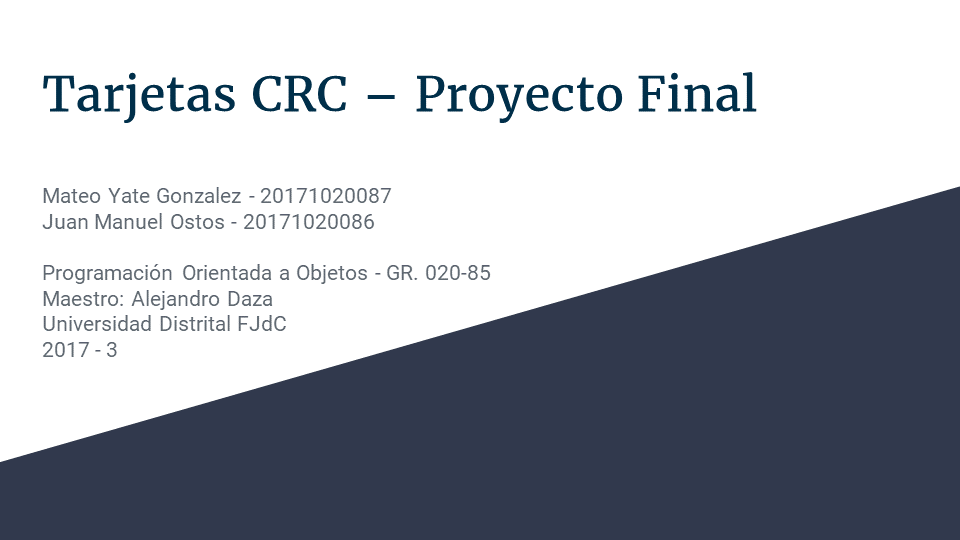 Tarjetas CRC – Proyecto Final
Mateo Yate Gonzalez - 20171020087
Juan Manuel Ostos - 20171020086
Programación Orientada a Objetos - GR. 020-85
Maestro: Alejandro Daza
Universidad Distrital FJdC
2017 - 3